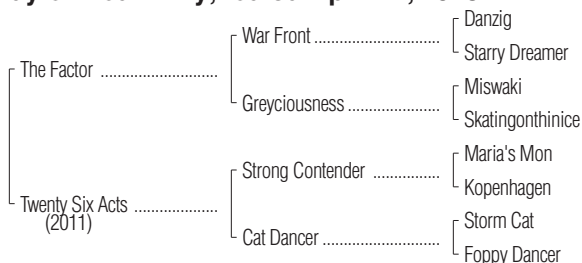 Danzig
War Front
Starry Dreamer
The Factor
Miswaki
Greyciousness
Skatingonthinice
Maria's Mon
Strong Contender
Kopenhagen
Twenty Six Acts
(2011)
Storm Cat
Cat Dancer
Foppy Dancer